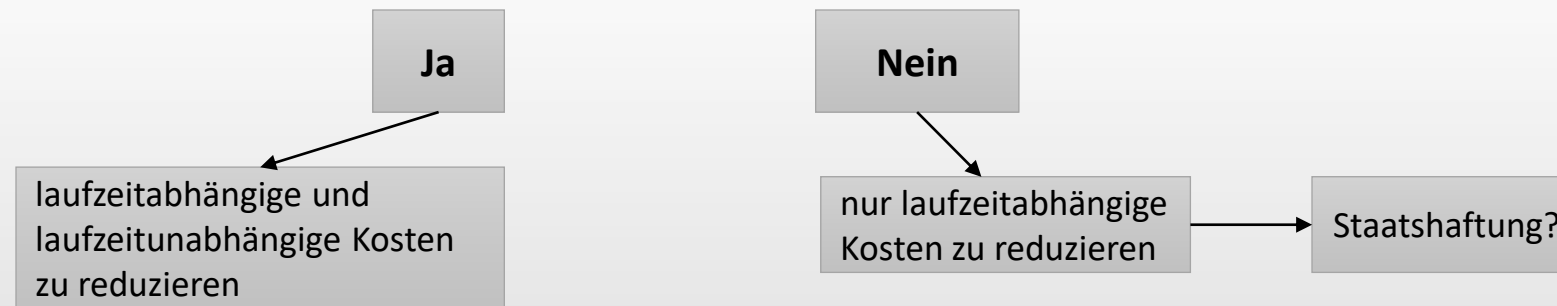 Ja
Nein
laufzeitabhängige und
laufzeitunabhängige Kosten
zu reduzieren
nur laufzeitabhängige
Kosten zu reduzieren
Staatshaftung?